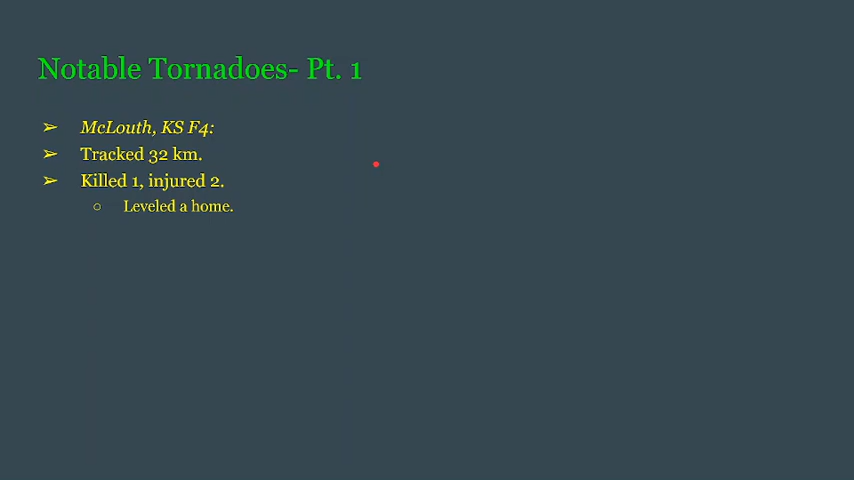 Notable Tornadoes- Pt. 1
➢ McLouth, KS F4:
➢ Tracked 32 km.
➢ Killed 1, injured 2.
○ Leveled a home.